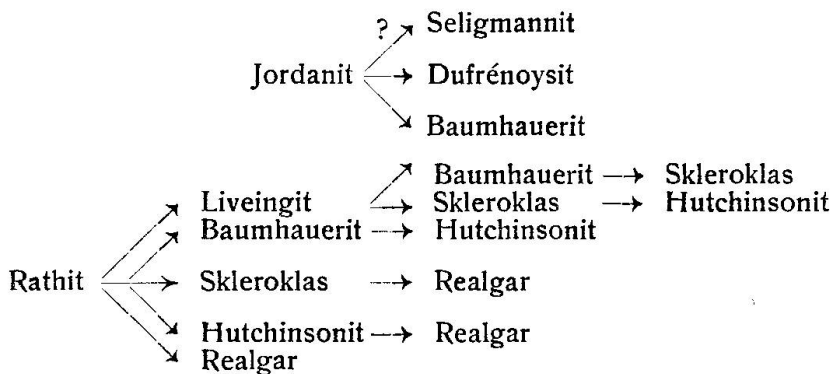 ? Seligmannit
Jordanit Dufrénoysit
Baumhauerit
Baumhauerit Skleroklas
Liveingit Skleroklas Hutchinsonit
Baumhauerit Hutchinsonit
Rathit Skleroklas Realgar
Hutchinsonit Realgar
Realgar